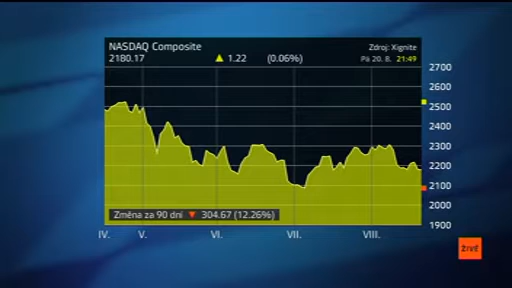 NASDAQ Composite
Zdroj: Xignite
2180.17 ▲ 1.22 (0.06%)
Pá 20. 8. 21:49
2700
2600
2500
2400
2300
2200
2100
2000
1900
Změna za 90 dní ▼ 304.67 (12.26%)
IV. V. VI. VII. VIII.
ŽIVĚ